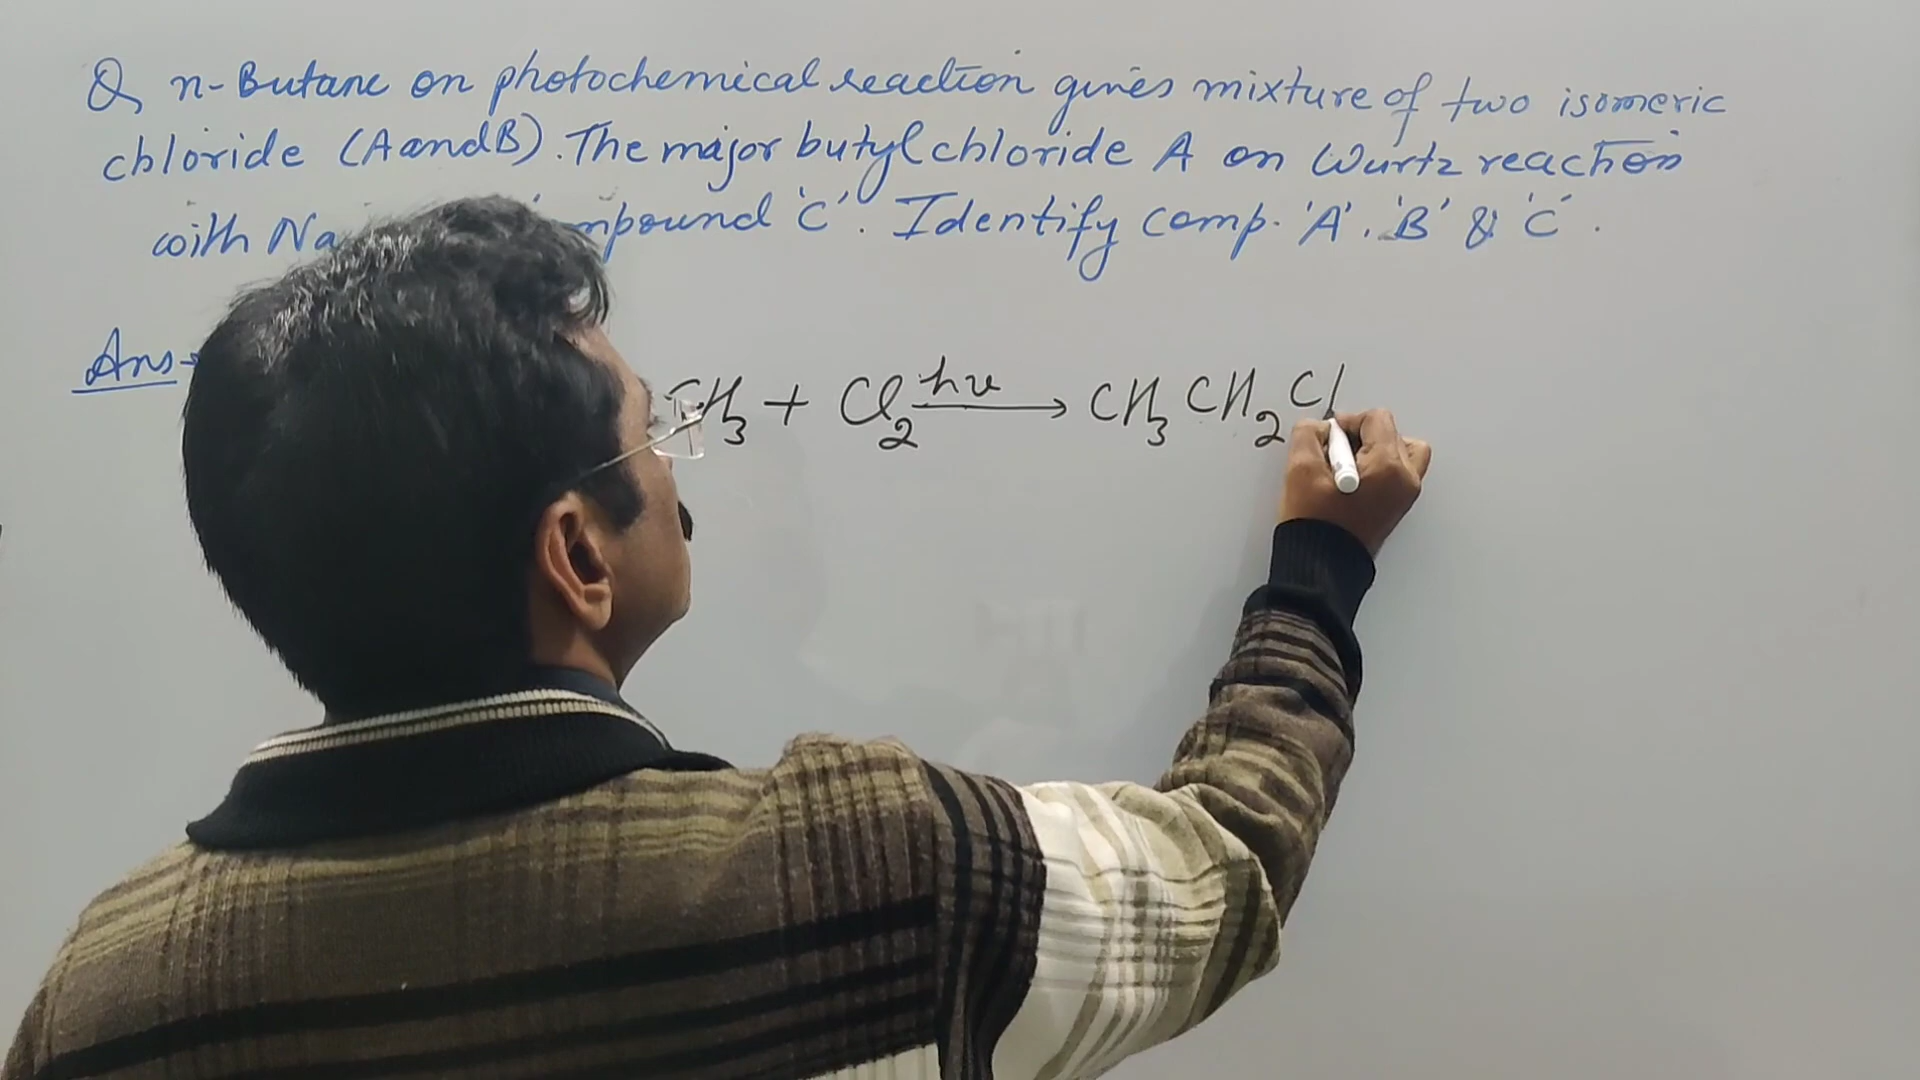 Q, n-Butane on photochemical reaction gives mixture of two isomeric
chloride (A and B). The major butyl chloride A on Wurtz reaction
with Na mpound 'C'. Identify comp. 'A'. 'B' & 'C'.
Ans→ CH3 + Cl2 hν → CH3 CH2 Cl